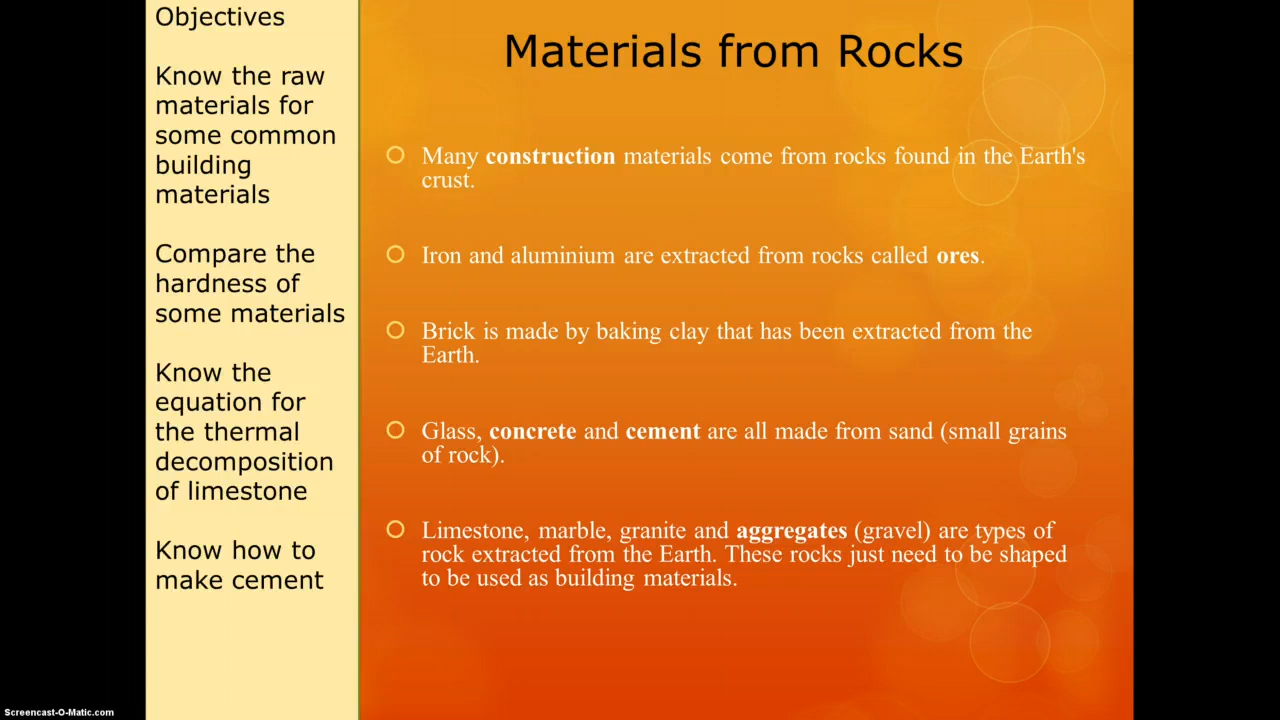 Objectives
Know the raw
materials for
some common
building
materials
Compare the
hardness of
some materials
Know the
equation for
the thermal
decomposition
of limestone
Know how to
make cement
Materials from Rocks
Many construction materials come from rocks found in the Earth's
crust.
Iron and aluminium are extracted from rocks called ores.
Brick is made by baking clay that has been extracted from the
Earth.
Glass, concrete and cement are all made from sand (small grains
of rock).
Limestone, marble, granite and aggregates (gravel) are types of
rock extracted from the Earth. These rocks just need to be shaped
to be used as building materials.
Screencast-O-Matic.com